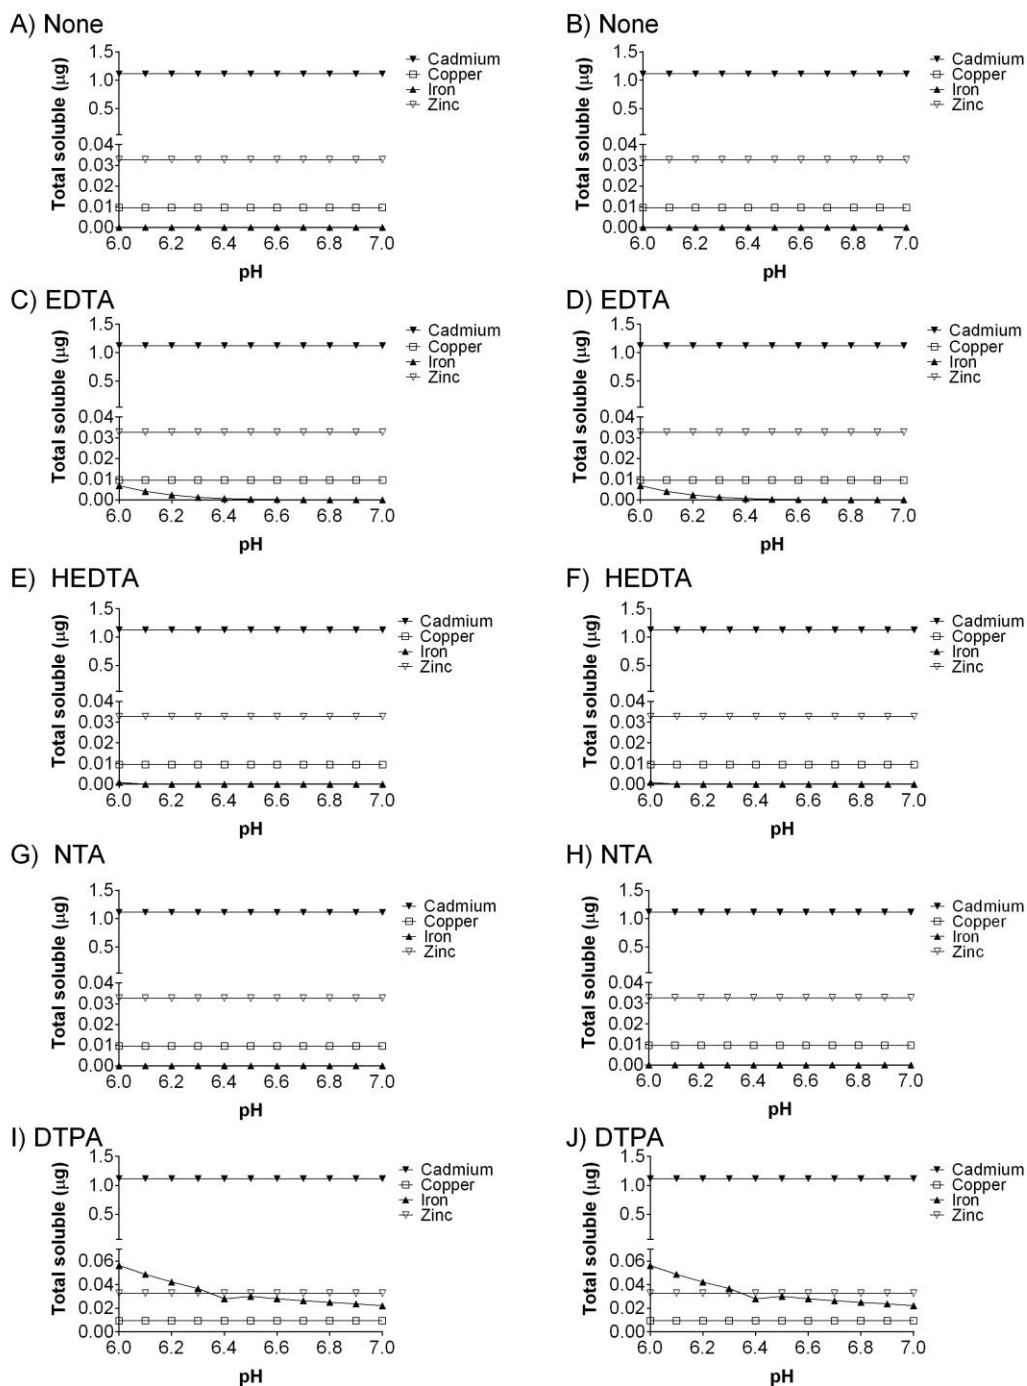 A) None
Total soluble (µg)
1.5
1.0
0.5
0.04
0.03
0.02
0.01
0.00
6.0 6.2 6.4 6.6 6.8 7.0
pH
Cadmium
Copper
Iron
Zinc
B) None
Total soluble (µg)
1.5
1.0
0.5
0.04
0.03
0.02
0.01
0.00
6.0 6.2 6.4 6.6 6.8 7.0
pH
Cadmium
Copper
Iron
Zinc
C) EDTA
Total soluble (µg)
1.5
1.0
0.5
0.04
0.03
0.02
0.01
0.00
6.0 6.2 6.4 6.6 6.8 7.0
pH
Cadmium
Copper
Iron
Zinc
D) EDTA
Total soluble (µg)
1.5
1.0
0.5
0.04
0.03
0.02
0.01
0.00
6.0 6.2 6.4 6.6 6.8 7.0
pH
Cadmium
Copper
Iron
Zinc
E) HEDTA
Total soluble (µg)
1.5
1.0
0.5
0.04
0.03
0.02
0.01
0.00
6.0 6.2 6.4 6.6 6.8 7.0
pH
Cadmium
Copper
Iron
Zinc
F) HEDTA
Total soluble (µg)
1.5
1.0
0.5
0.04
0.03
0.02
0.01
0.00
6.0 6.2 6.4 6.6 6.8 7.0
pH
Cadmium
Copper
Iron
Zinc
G) NTA
Total soluble (µg)
1.5
1.0
0.5
0.04
0.03
0.02
0.01
0.00
6.0 6.2 6.4 6.6 6.8 7.0
pH
Cadmium
Copper
Iron
Zinc
H) NTA
Total soluble (µg)
1.5
1.0
0.5
0.04
0.03
0.02
0.01
0.00
6.0 6.2 6.4 6.6 6.8 7.0
pH
Cadmium
Copper
Iron
Zinc
I) DTPA
Total soluble (µg)
1.5
1.0
0.5
0.06
0.04
0.02
0.00
6.0 6.2 6.4 6.6 6.8 7.0
pH
Cadmium
Copper
Iron
Zinc
J) DTPA
Total soluble (µg)
1.5
1.0
0.5
0.06
0.04
0.02
0.00
6.0 6.2 6.4 6.6 6.8 7.0
pH
Cadmium
Copper
Iron
Zinc